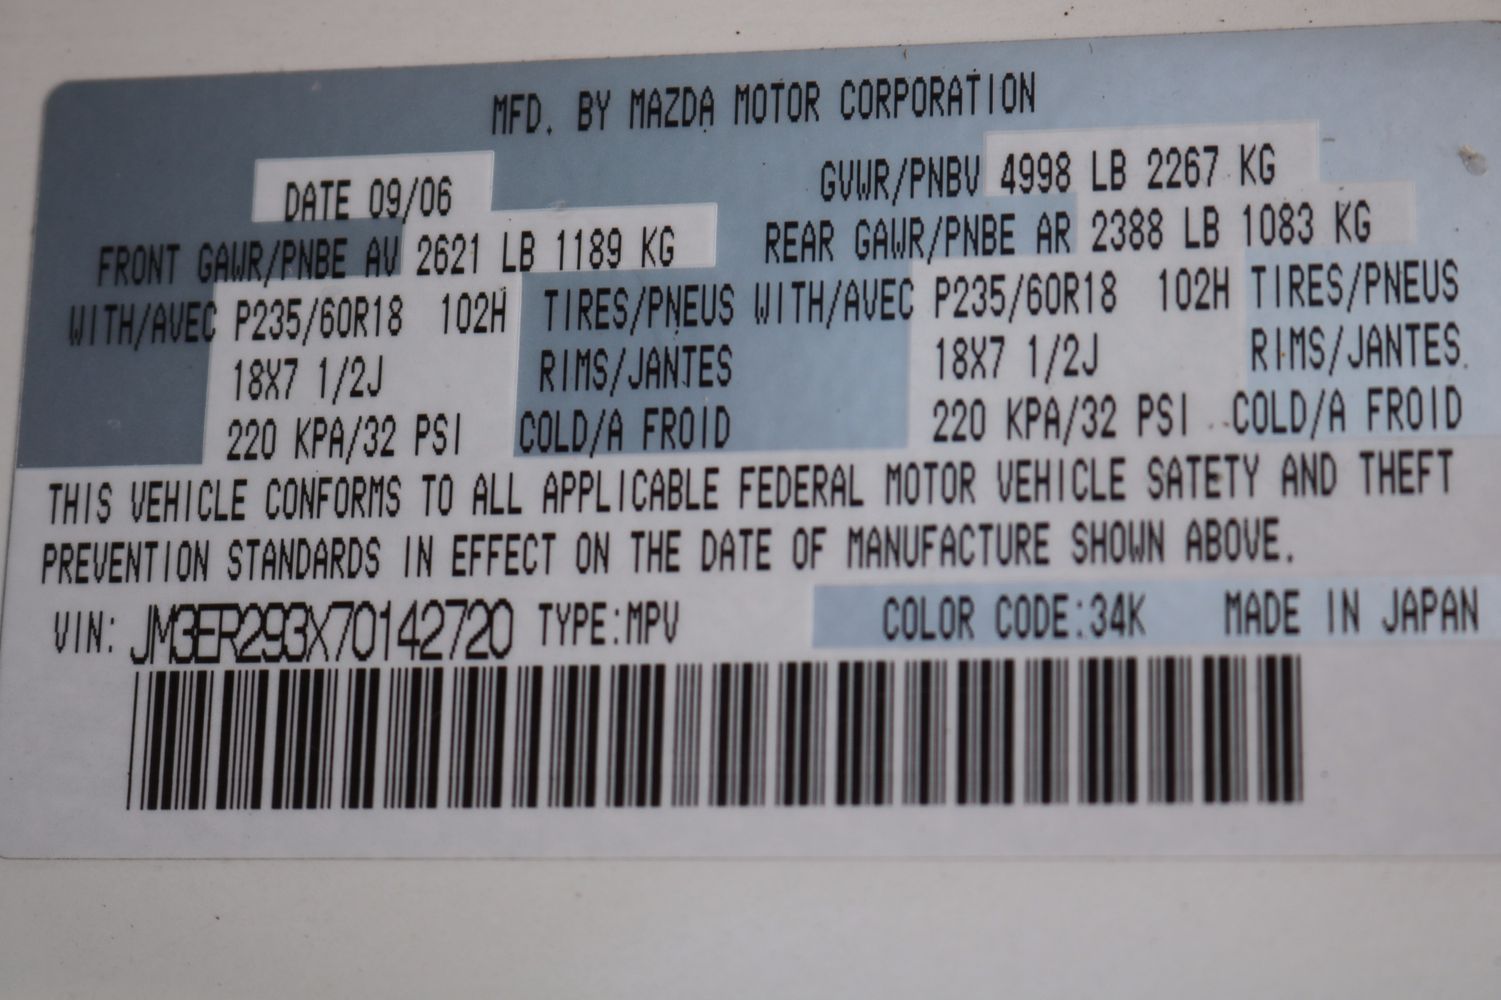 MFD. BY MAZDA MOTOR CORPORATION
DATE 09/06 GVWR/PNBV 4998 LB 2267 KG
FRONT GAWR/PNBE AV 2621 LB 1189 KG REAR GAWR/PNBE AR 2388 LB 1083 KG
WITH/AVEC P235/60R18 102H TIRES/PNEUS WITH/AVEC P235/60R18 102H TIRES/PNEUS
18X7 1/2J RIMS/JANTES 18X7 1/2J RIMS/JANTES
220 KPA/32 PSI COLD/A FROID 220 KPA/32 PSI COLD/A FROID
THIS VEHICLE CONFORMS TO ALL APPLICABLE FEDERAL MOTOR VEHICLE SATETY AND THEFT
PREVENTION STANDARDS IN EFFECT ON THE DATE OF MANUFACTURE SHOWN ABOVE.
VIN: JM3ER293X70142720 TYPE:MPV COLOR CODE:34K MADE IN JAPAN